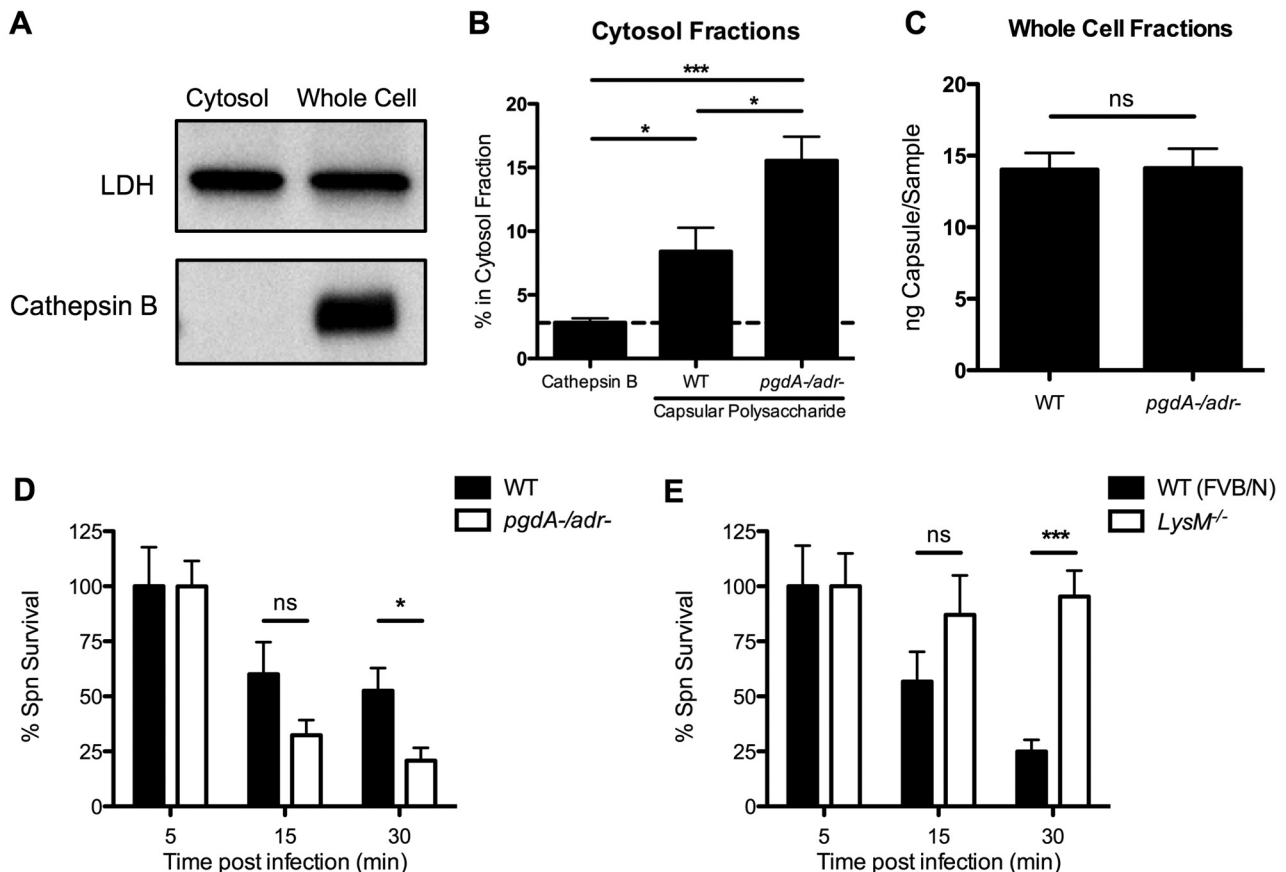 A
Cytosol Whole Cell
LDH
Cathepsin B
B
Cytosol Fractions
***
*
*
% in Cytosol Fraction
20
15
10
5
0
Cathepsin B WT pgdA-/adr-
Capsular Polysaccharide
C
Whole Cell Fractions
ns
ng Capsule/Sample
20
15
10
5
0
WT pgdA-/adr-
D
WT
pgdA-/adr-
% Spn Survival
125
100
75
50
25
0
ns
*
5 15 30
Time post infection (min)
E
WT (FVB/N)
LysM-/-
% Spn Survival
125
100
75
50
25
0
ns
***
5 15 30
Time post infection (min)